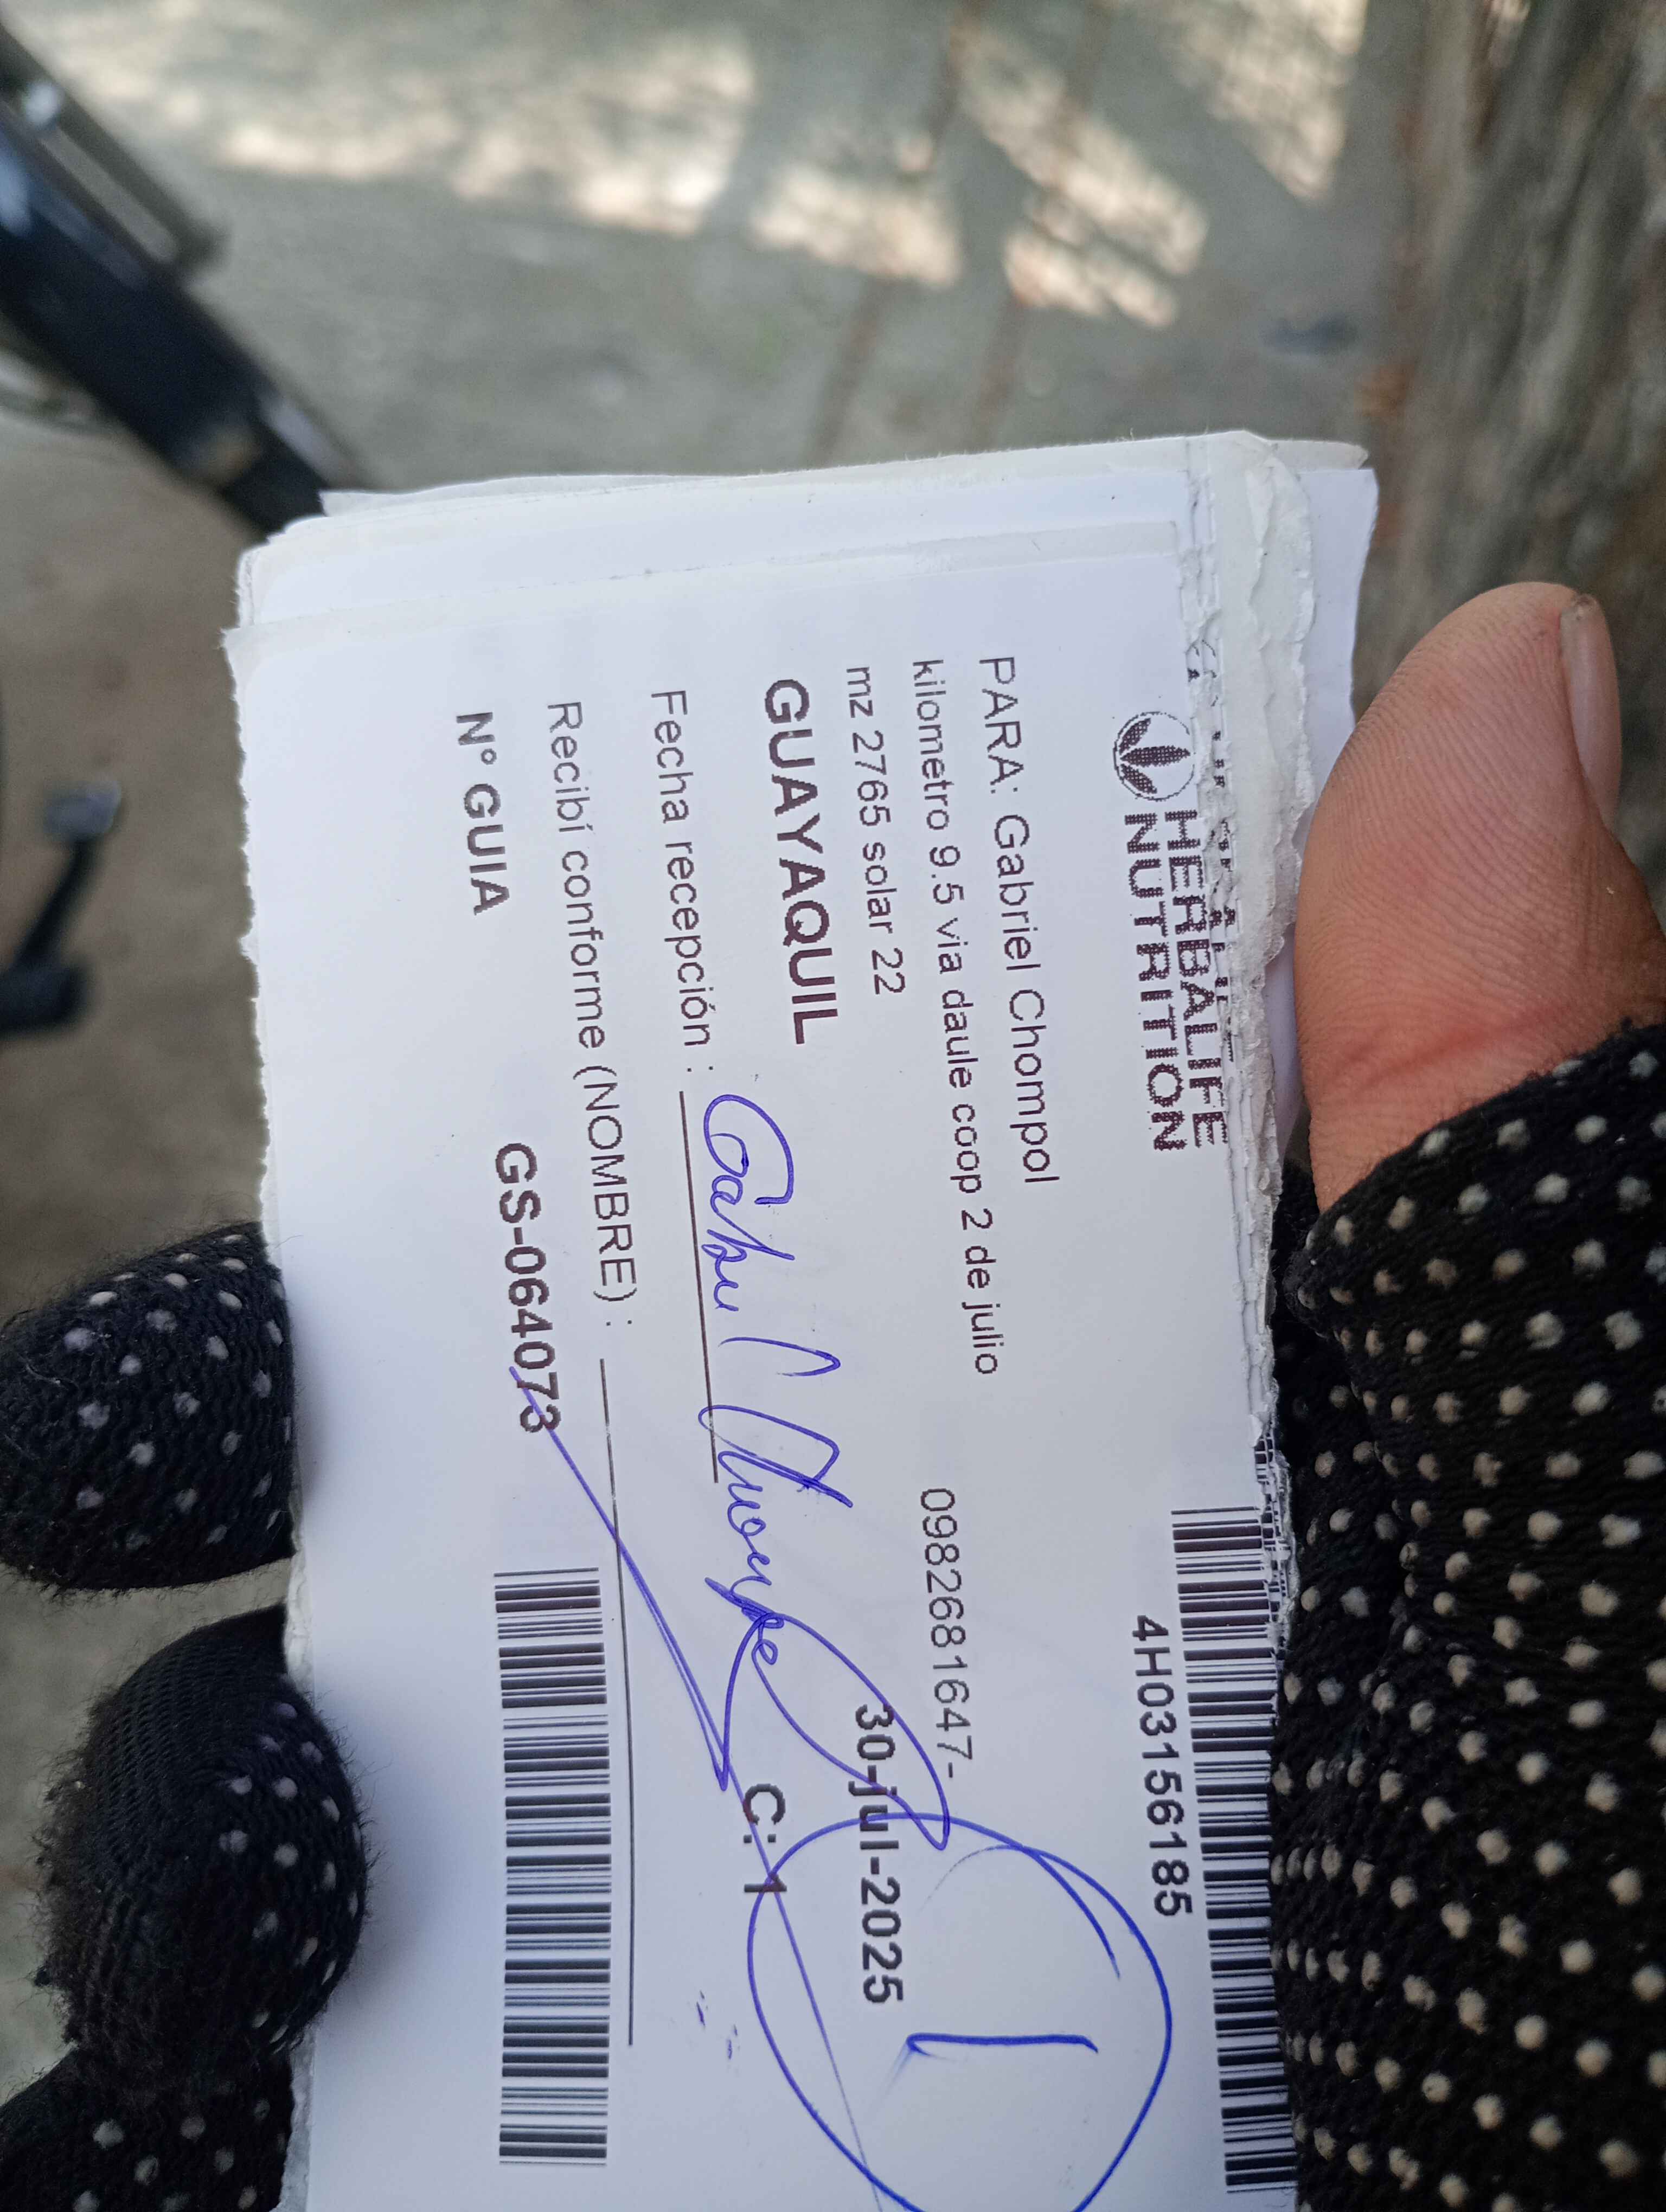 HERBALIFE
NUTRITION
4H03156185
PARA: Gabriel Chompol
kilometro 9.5 via daule coop 2 de julio
0982681647-
mz 2765 solar 22
30-jul-2025
GUAYAQUIL
C: 1
Fecha recepción :
Recibí conforme (NOMBRE) :
N° GUIA
GS-064073